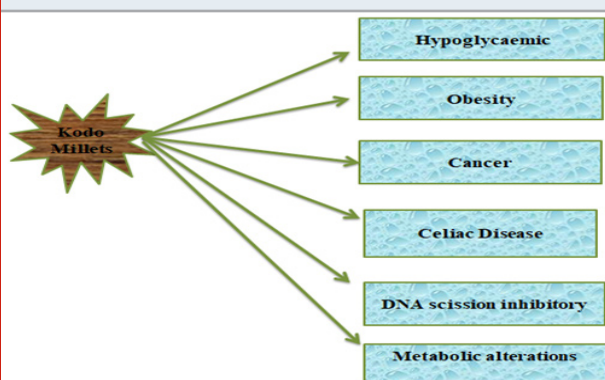 Kodo
Millets
Hypoglycaemic
Obesity
Cancer
Celiac Disease
DNA scission inhibitory
Metabolic alterations